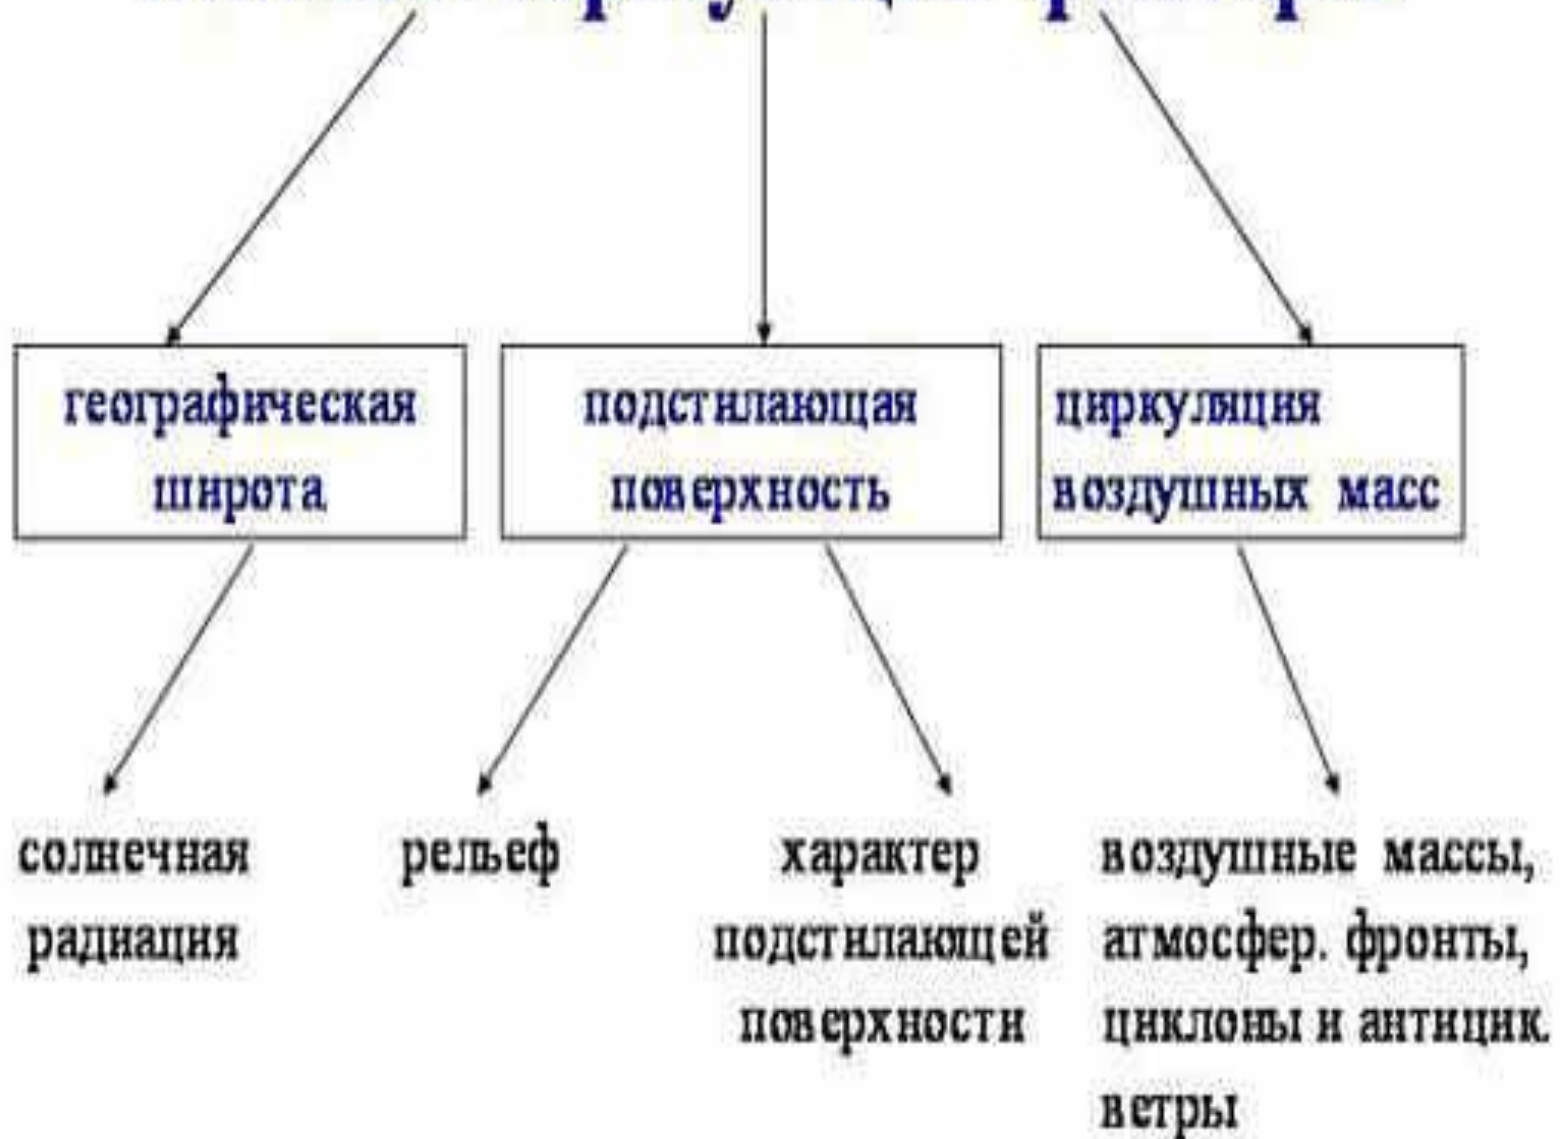 географическая
широта
подстилающая
поверхность
циркуляция
воздушных масс
солнечная
радиация
рельеф
характер
подстилающей
поверхности
воздушные массы,
атмосфер. фронты,
циклоны и антицик.
ветры